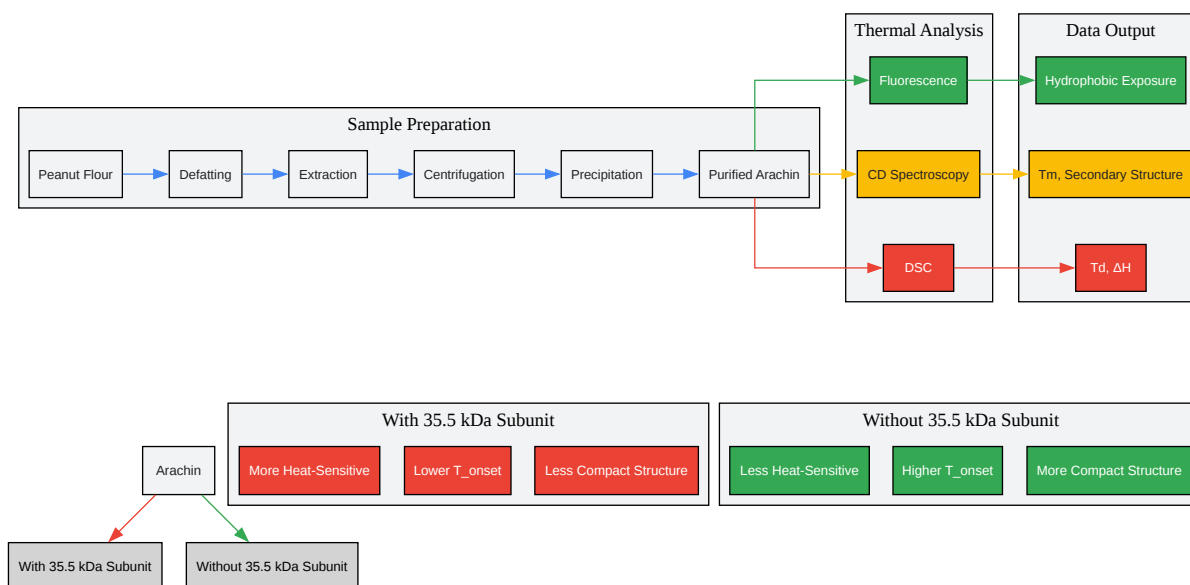 Thermal Analysis
Data Output
Fluorescence
Hydrophobic Exposure
Sample Preparation
Peanut Flour
Defatting
Extraction
Centrifugation
Precipitation
Purified Arachin
CD Spectroscopy
Tm, Secondary Structure
DSC
Td, ΔH
With 35.5 kDa Subunit
Without 35.5 kDa Subunit
Arachin
More Heat-Sensitive
Lower T_onset
Less Compact Structure
Less Heat-Sensitive
Higher T_onset
More Compact Structure
With 35.5 kDa Subunit
Without 35.5 kDa Subunit